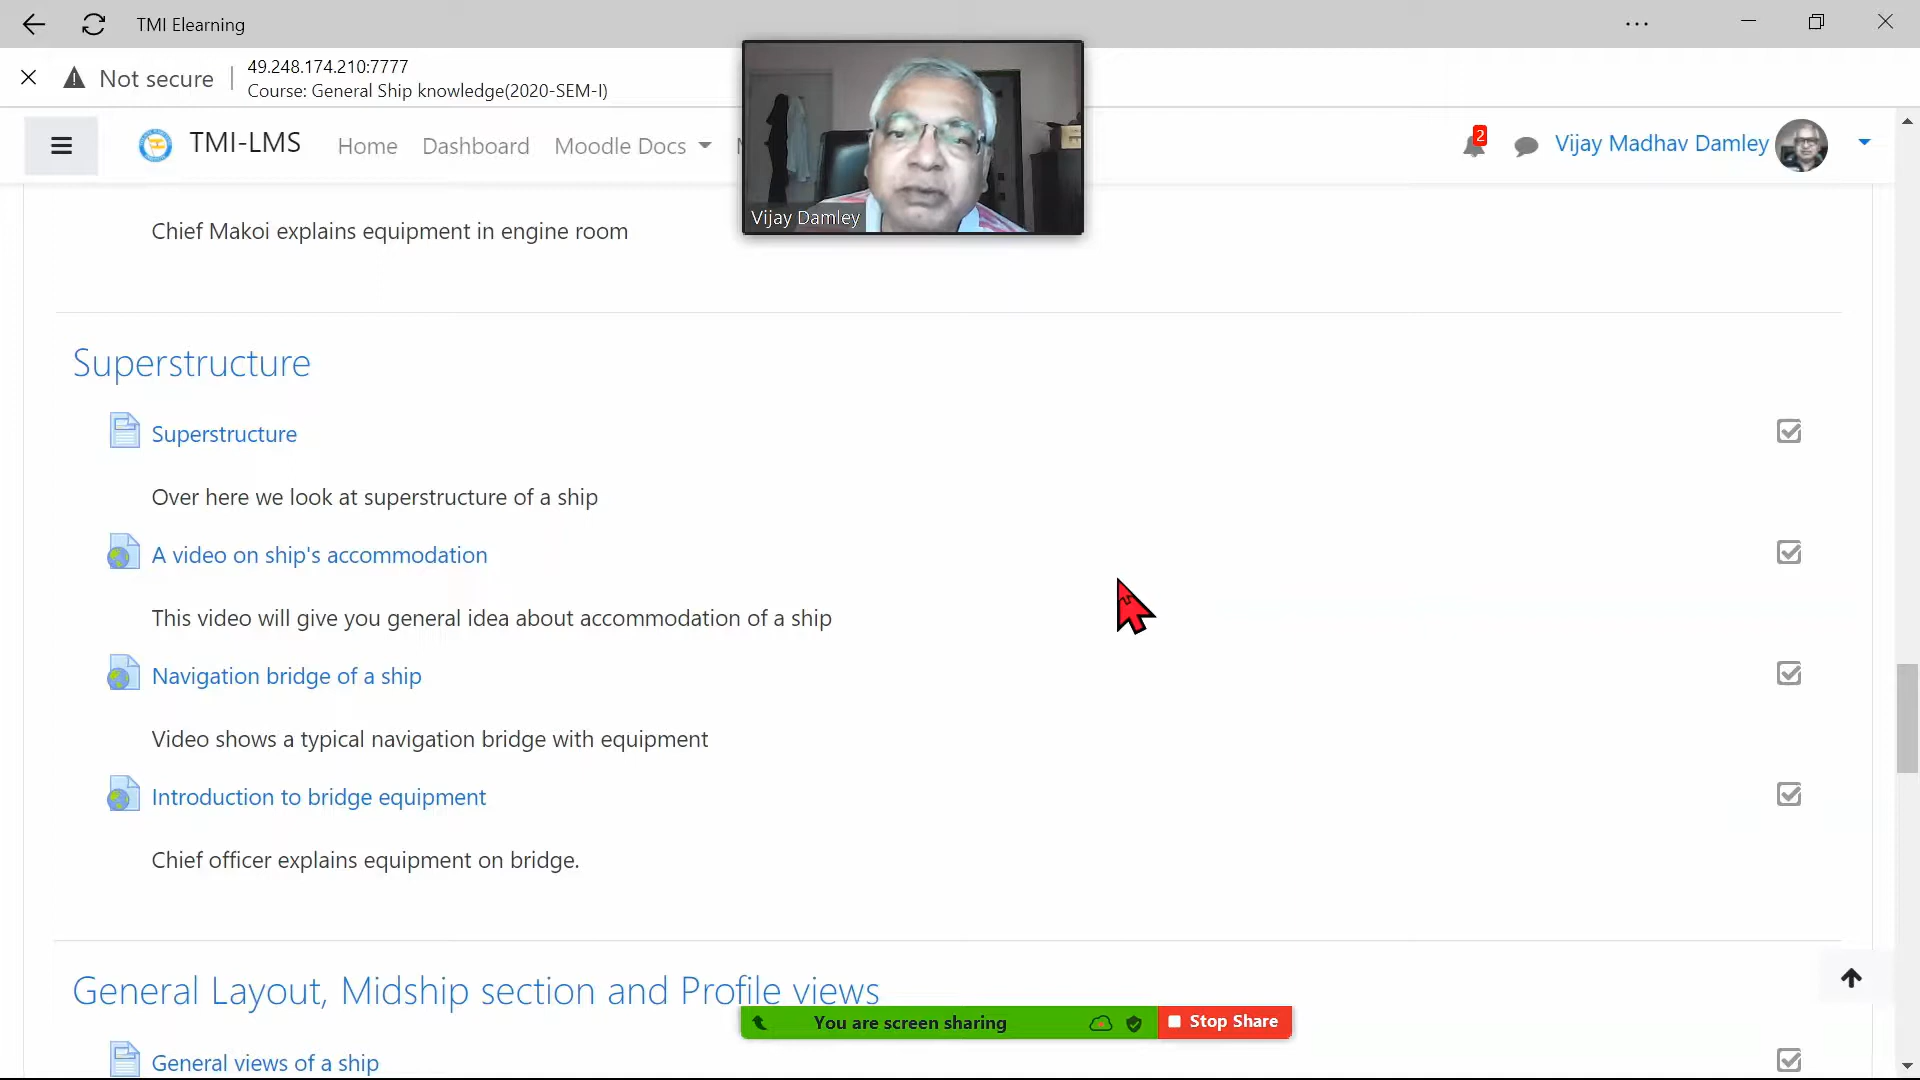 TMI Elearning
Not secure
49.248.174.210:7777
Course: General Ship knowledge(2020-SEM-I)
TMI-LMS
Home
Dashboard
Moodle Docs
2
Vijay Madhav Damley
Vijay Damley
Chief Makoi explains equipment in engine room
Superstructure
Superstructure
Over here we look at superstructure of a ship
A video on ship's accommodation
This video will give you general idea about accommodation of a ship
Navigation bridge of a ship
Video shows a typical navigation bridge with equipment
Introduction to bridge equipment
Chief officer explains equipment on bridge.
General Layout, Midship section and Profile views
You are screen sharing
Stop Share
General views of a ship